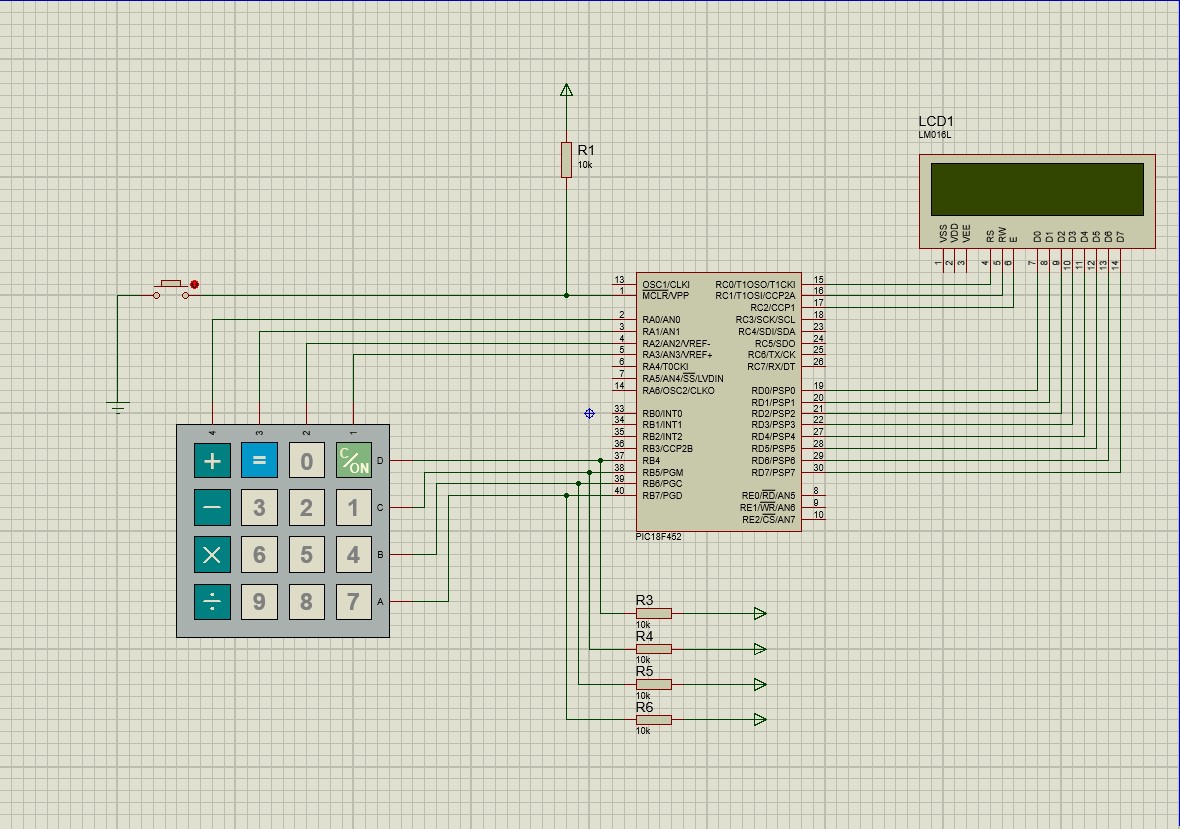 LCD1
LM016L
R1
10k
VSS VDD VEE RS RW E D0 D1 D2 D3 D4 D5 D6 D7
1 2 3 4 5 6 7 8 9 10 11 12 13 14
13 OSC1/CLKI RC0/T1OSO/T1CKI 15
1 MCLR/VPP RC1/T1OSI/CCP2A 16
RC2/CCP1 17
2 RA0/AN0 RC3/SCK/SCL 18
3 RA1/AN1 RC4/SDI/SDA 23
4 RA2/AN2/VREF- RC5/SDO 24
5 RA3/AN3/VREF+ RC6/TX/CK 25
6 RA4/T0CKI RC7/RX/DT 26
7 RA5/AN4/SS/LVDIN
14 RA6/OSC2/CLKO RD0/PSP0 19
RD1/PSP1 20
33 RB0/INT0 RD2/PSP2 21
34 RB1/INT1 RD3/PSP3 22
35 RB2/INT2 RD4/PSP4 27
36 RB3/CCP2B RD5/PSP5 28
37 RB4 RD6/PSP6 29
38 RB5/PGM RD7/PSP7 30
39 RB6/PGC
40 RB7/PGD RE0/RD/AN5 8
RE1/WR/AN6 9
RE2/CS/AN7 10
PIC18F452
4 3 2 1
+ = 0 C/ON D
− 3 2 1 C
× 6 5 4 B
÷ 9 8 7 A
R3
10k
R4
10k
R5
10k
R6
10k